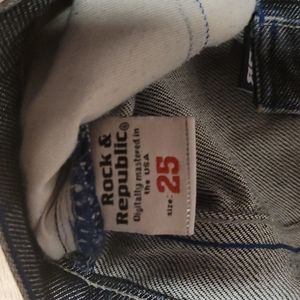 Rock &
Republic®
Digitally mastered in
the USA
size: 25